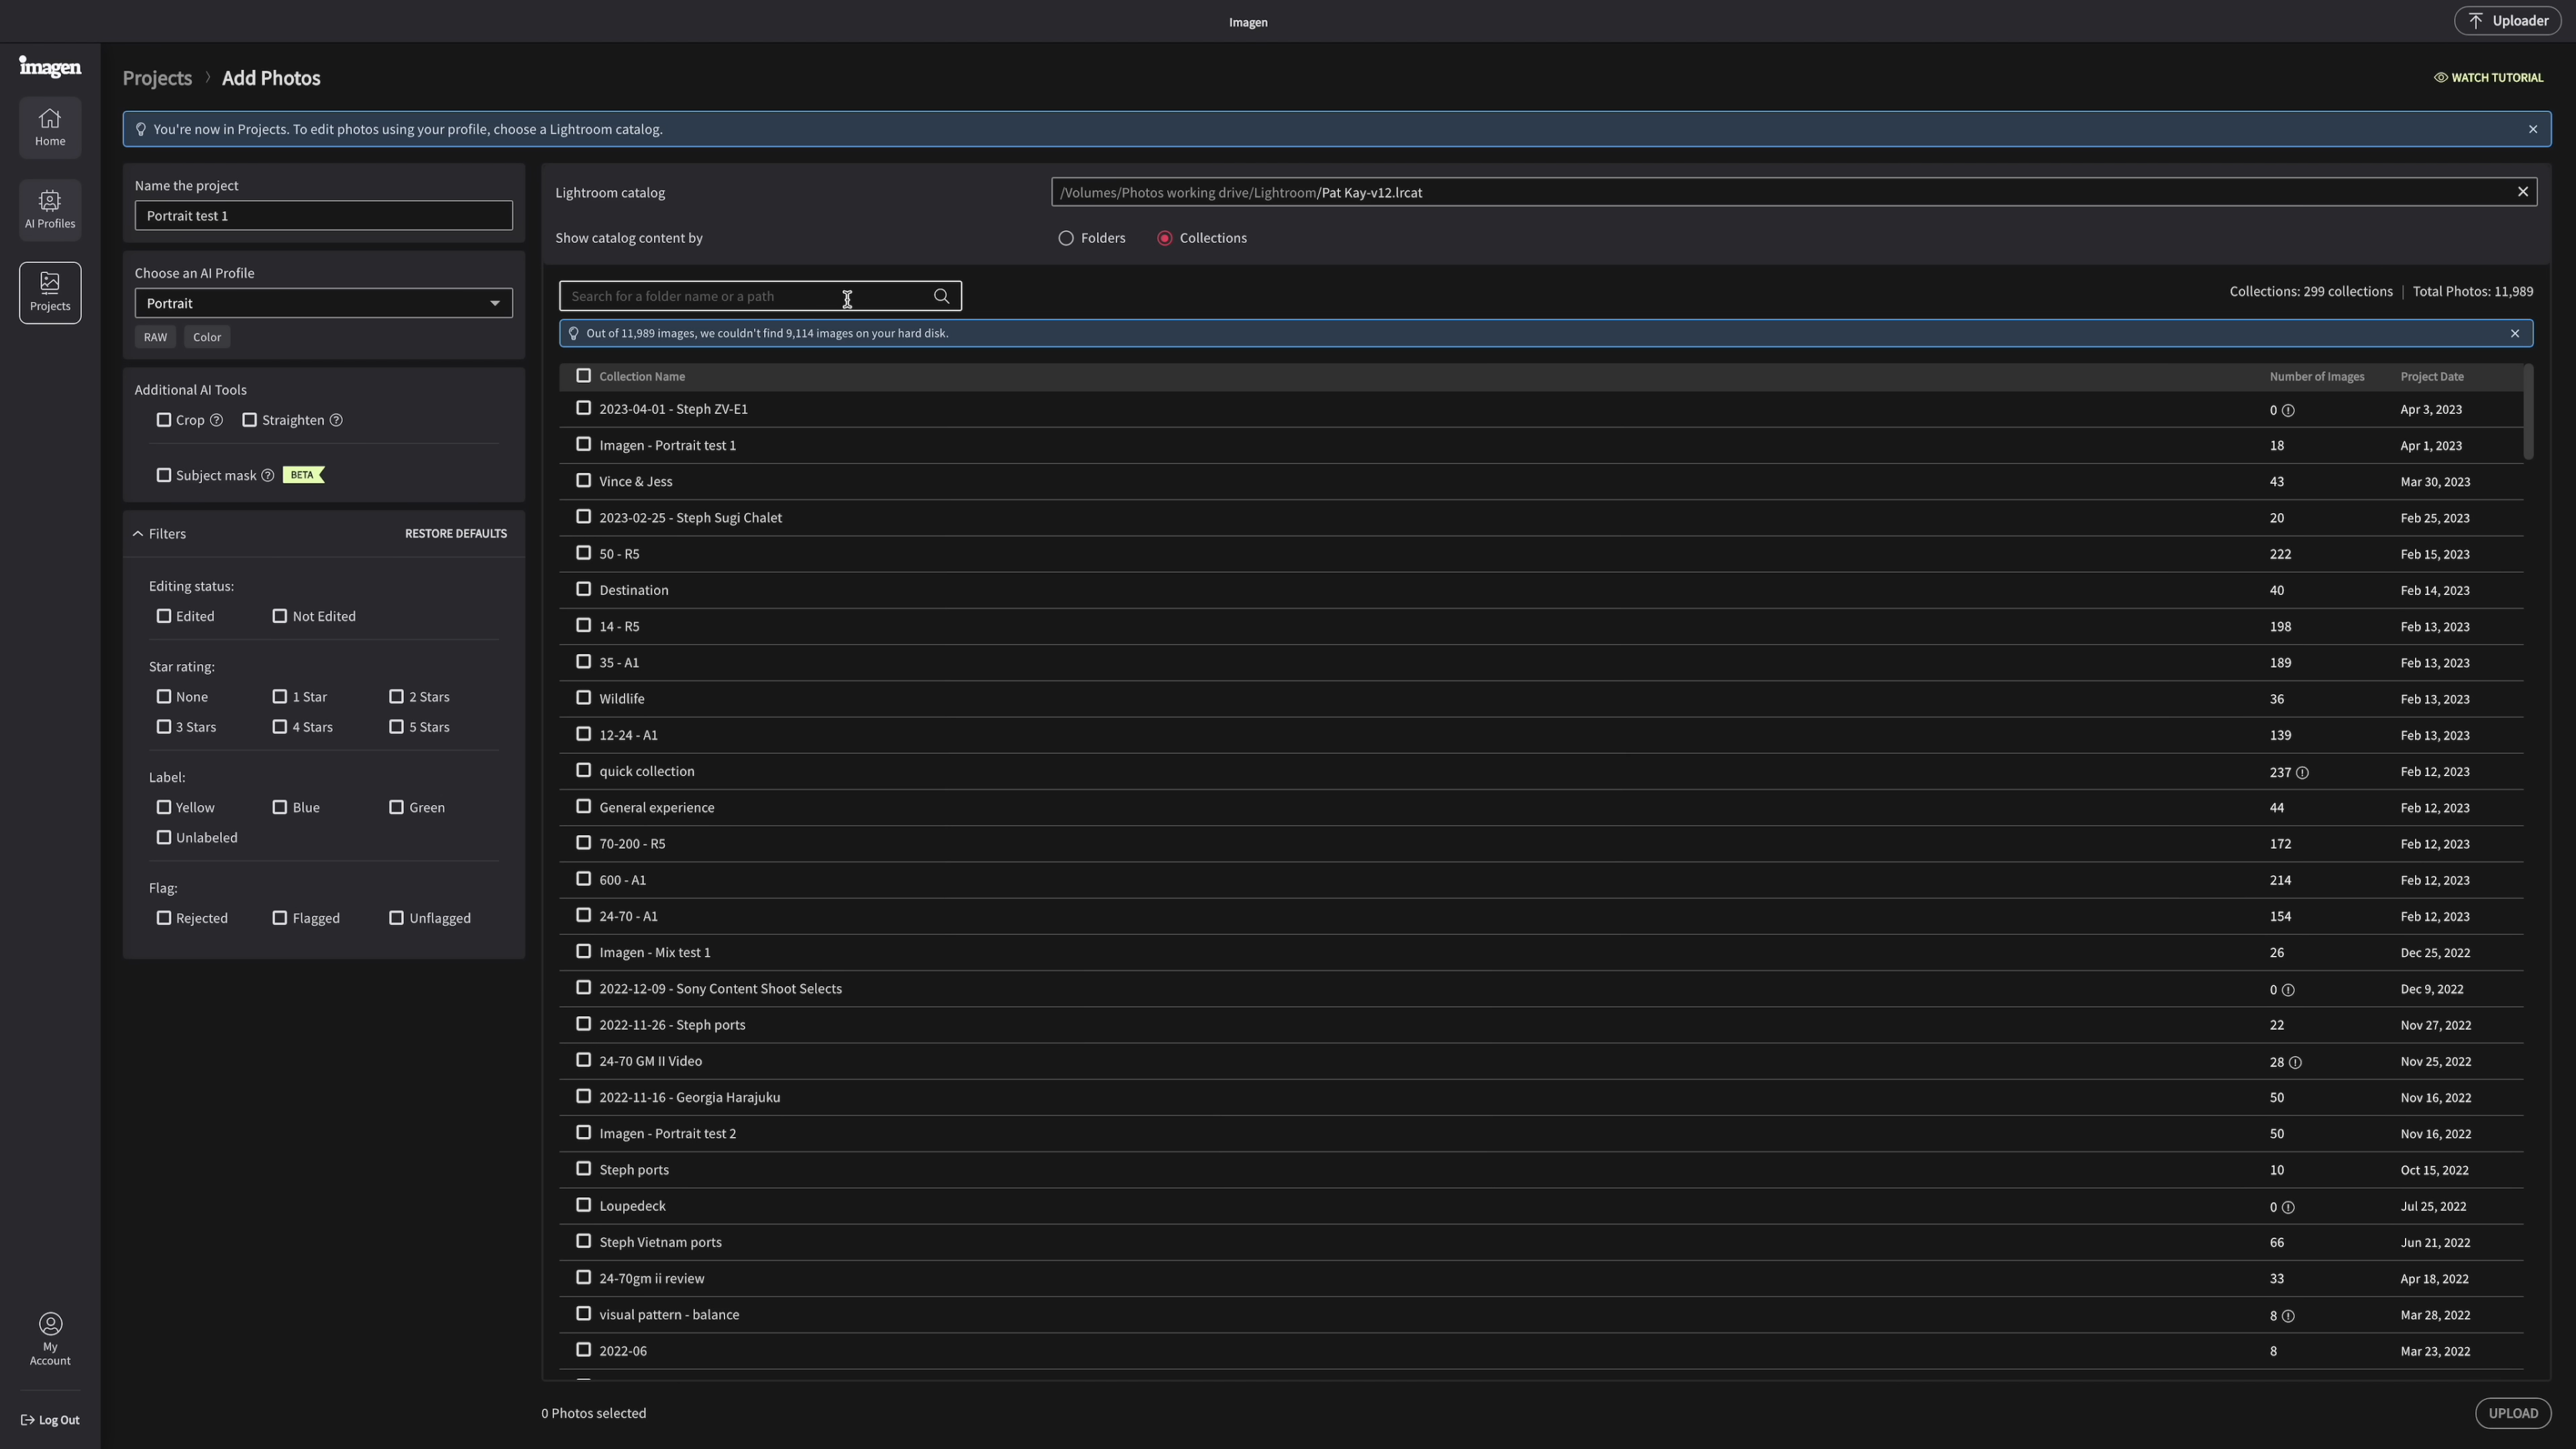 Imagen
Uploader
imagen
Home
AI Profiles
Projects
My
Account
Log Out
Projects › Add Photos
WATCH TUTORIAL
You're now in Projects. To edit photos using your profile, choose a Lightroom catalog.
Name the project
Portrait test 1
Choose an AI Profile
Portrait
RAW Color
Additional AI Tools
Crop ? Straighten ?
Subject mask ? BETA
Filters RESTORE DEFAULTS
Editing status:
Edited Not Edited
Star rating:
None 1 Star 2 Stars
3 Stars 4 Stars 5 Stars
Label:
Yellow Blue Green
Unlabeled
Flag:
Rejected Flagged Unflagged
Lightroom catalog /Volumes/Photos working drive/Lightroom/Pat Kay-v12.lrcat
Show catalog content by Folders Collections
Search for a folder name or a path
Collections: 299 collections | Total Photos: 11,989
Out of 11,989 images, we couldn't find 9,114 images on your hard disk.
Collection Name Number of Images Project Date
2023-04-01 - Steph ZV-E1 0 Apr 3, 2023
Imagen - Portrait test 1 18 Apr 1, 2023
Vince & Jess 43 Mar 30, 2023
2023-02-25 - Steph Sugi Chalet 20 Feb 25, 2023
50 - R5 222 Feb 15, 2023
Destination 40 Feb 14, 2023
14 - R5 198 Feb 13, 2023
35 - A1 189 Feb 13, 2023
Wildlife 36 Feb 13, 2023
12-24 - A1 139 Feb 13, 2023
quick collection 237 Feb 12, 2023
General experience 44 Feb 12, 2023
70-200 - R5 172 Feb 12, 2023
600 - A1 214 Feb 12, 2023
24-70 - A1 154 Feb 12, 2023
Imagen - Mix test 1 26 Dec 25, 2022
2022-12-09 - Sony Content Shoot Selects 0 Dec 9, 2022
2022-11-26 - Steph ports 22 Nov 27, 2022
24-70 GM II Video 28 Nov 25, 2022
2022-11-16 - Georgia Harajuku 50 Nov 16, 2022
Imagen - Portrait test 2 50 Nov 16, 2022
Steph ports 10 Oct 15, 2022
Loupedeck 0 Jul 25, 2022
Steph Vietnam ports 66 Jun 21, 2022
24-70gm ii review 33 Apr 18, 2022
visual pattern - balance 8 Mar 28, 2022
2022-06 8 Mar 23, 2022
0 Photos selected
UPLOAD